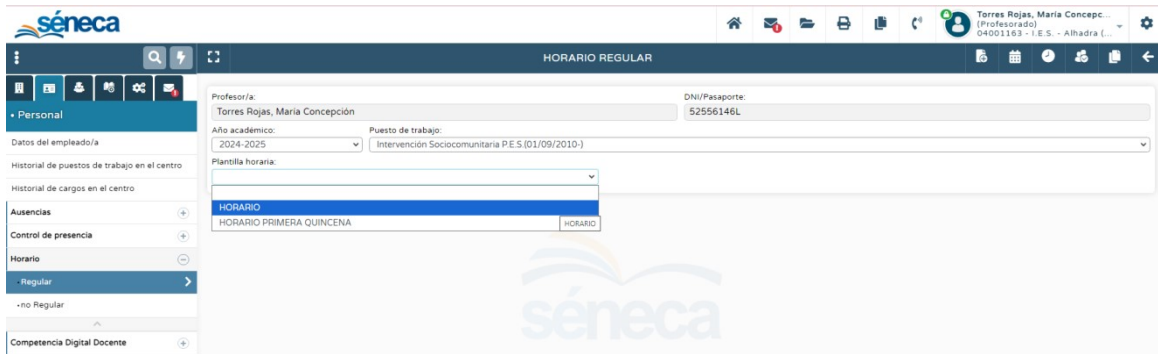 séneca
Torres Rojas, María Concepc...
(Profesorado)
04001163 - I.E.S. - Alhadra (...
HORARIO REGULAR
• Personal
Datos del empleado/a
Historial de puestos de trabajo en el centro
Historial de cargos en el centro
Ausencias
Control de presencia
Horario
- Regular
-no Regular
Competencia Digital Docente
Profesor/a:
DNI/Pasaporte:
Torres Rojas, María Concepción
52556146L
Año académico:
Puesto de trabajo:
2024-2025
Intervención Sociocomunitaria P.E.S.(01/09/2010-)
Plantilla horaria:
HORARIO
HORARIO PRIMERA QUINCENA
HORARIO
séneca